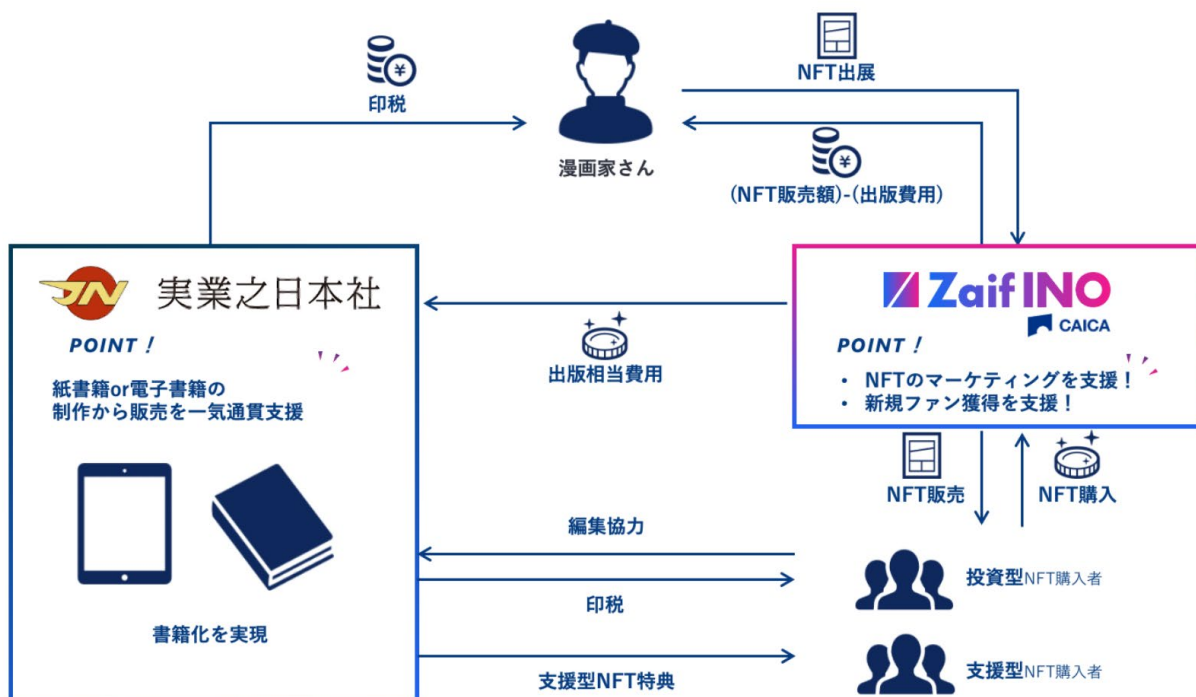 印税
NFT出展
漫画家さん
(NFT販売額)-(出版費用)
JN 実業之日本社
POINT！
紙書籍or電子書籍の
制作から販売を一気通貫支援
書籍化を実現
出版相当費用
Zaif INO
CAICA
POINT！
・ NFTのマーケティングを支援！
・ 新規ファン獲得を支援！
NFT販売
NFT購入
編集協力
印税
投資型NFT購入者
支援型NFT特典
支援型NFT購入者